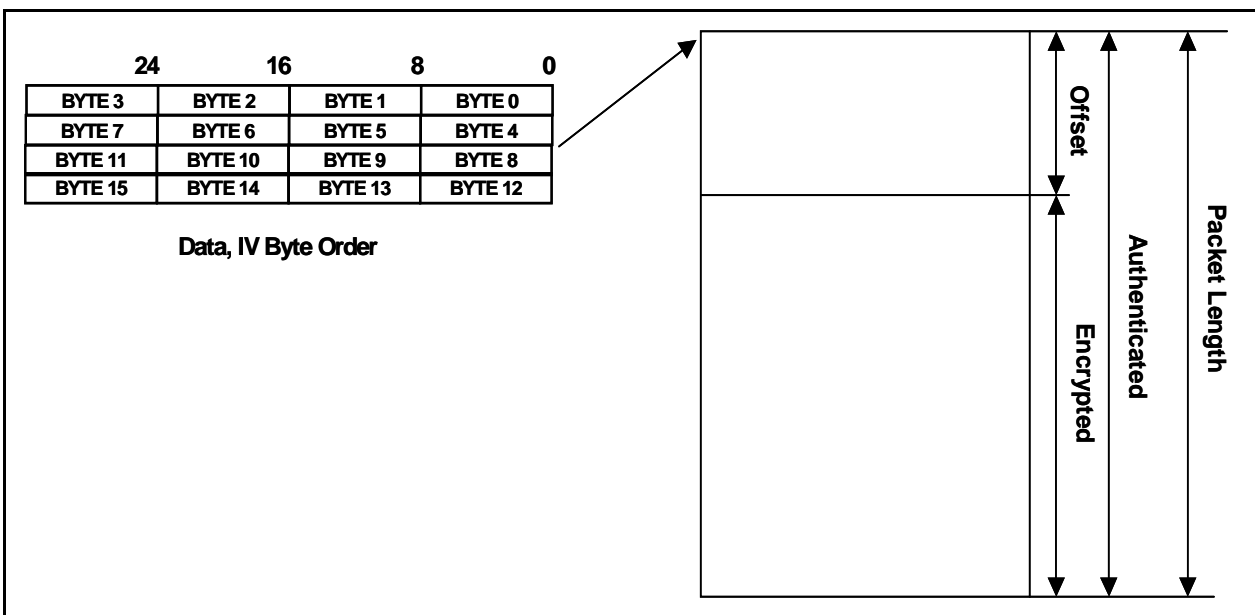 24 16 8 0
BYTE 3 BYTE 2 BYTE 1 BYTE 0
BYTE 7 BYTE 6 BYTE 5 BYTE 4
BYTE 11 BYTE 10 BYTE 9 BYTE 8
BYTE 15 BYTE 14 BYTE 13 BYTE 12
Data, IV Byte Order
Offset
Encrypted
Authenticated
Packet Length